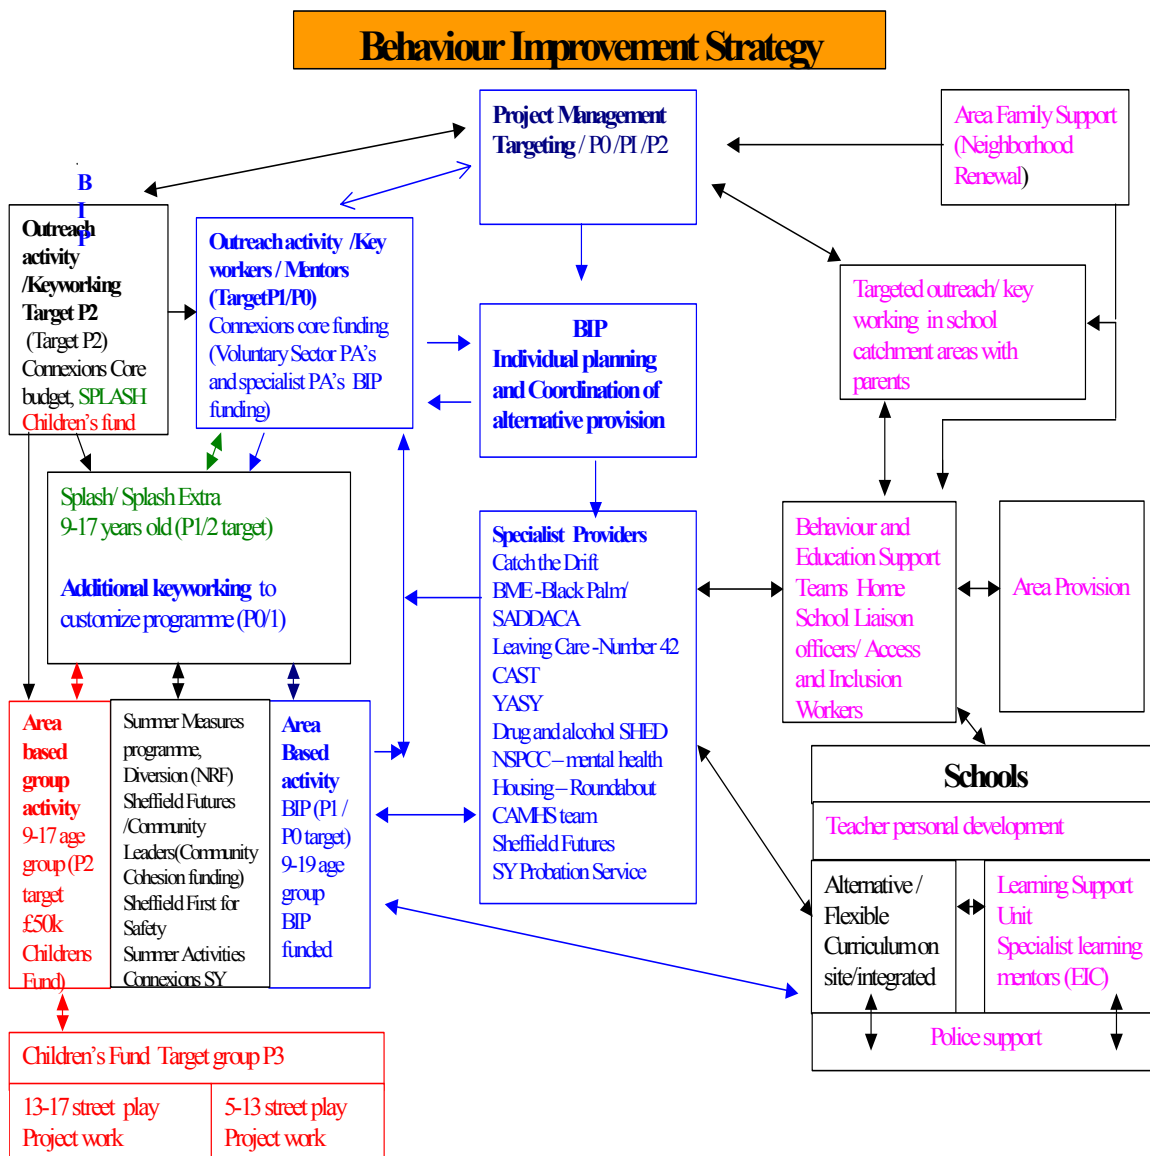 Behaviour Improvement Strategy
Project Management
Targeting / P0 /P1 /P2
Area Family Support
(Neighborhood
Renewal)
B
I
P
Outreach
activity
/Keyworking
Target P2
(Target P2)
Connexions Core
budget, SPLASH
Children's fund
Outreach activity /Key
workers / Mentors
(TargetP1/P0)
Connexions core funding
(Voluntary Sector PA's
and specialist PA's BIP
funding)
BIP
Individual planning
and Coordination of
alternative provision
Targeted outreach/ key
working in school
catchment areas with
parents
Splash/ Splash Extra
9-17 years old (P1/2 target)
Additional keyworking to
customize programme (P0/1)
Specialist Providers
Catch the Drift
BME -Black Palm/
SADDACA
Leaving Care -Number 42
CAST
YASY
Drug and alcohol SHED
NSPCC – mental health
Housing – Roundabout
CAMHS team
Sheffield Futures
SY Probation Service
Behaviour and
Education Support
Teams Home
School Liaison
officers/ Access
and Inclusion
Workers
Area Provision
Area
based
group
activity
9-17 age
group (P2
target
£50k
Childrens
Fund)
Summer Measures
programme,
Diversion (NRF)
Sheffield Futures
/Community
Leaders(Community
Cohesion funding)
Sheffield First for
Safety
Summer Activities
Connexions SY
Area
Based
activity
BIP (P1 /
P0 target)
9-19 age
group
BIP
funded
Schools
Teacher personal development
Alternative /
Flexible
Curriculum on
site/integrated
Learning Support
Unit
Specialist learning
mentors (EIC)
Police support
Children's Fund Target group P3
13-17 street play
Project work
5-13 street play
Project work